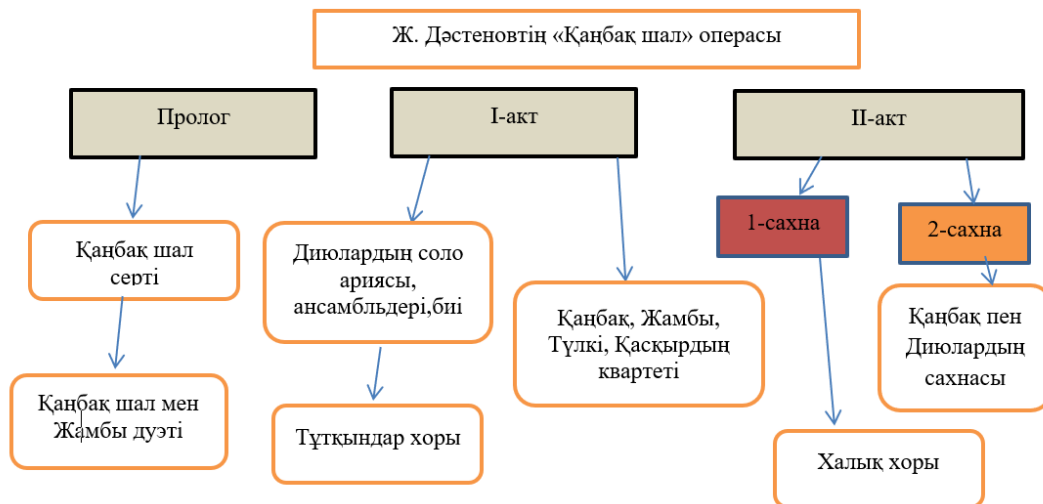 Ж. Дәстеновтің «Қаңбақ шал» операсы
Пролог
I-акт
II-акт
1-сахна
2-сахна
Қаңбақ шал
серті
Диюлардың соло
ариясы,
ансамбльдері,биі
Қаңбақ, Жамбы,
Түлкі, Қасқырдың
квартеті
Қаңбақ пен
Диюлардың
сахнасы
Қаңбақ шал мен
Жамбы дуэті
Тұтқындар хоры
Халық хоры